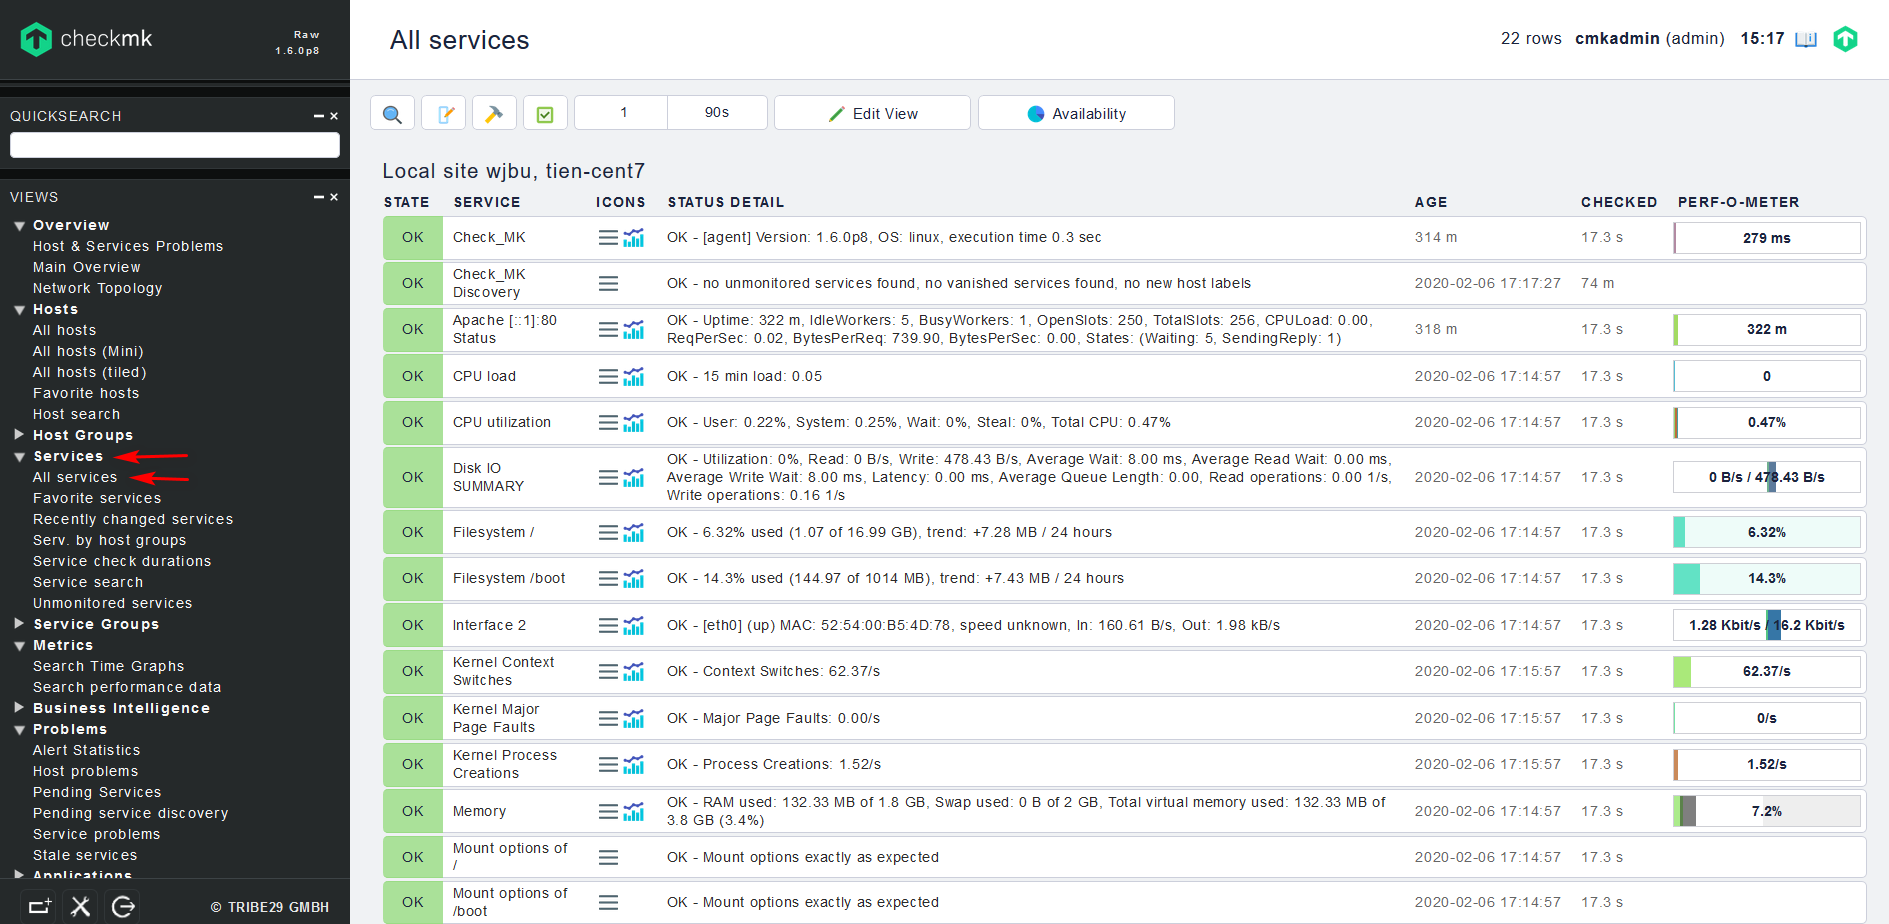 checkmk
Raw
1.6.0p8
QUICKSEARCH
VIEWS
Overview
Host & Services Problems
Main Overview
Network Topology
Hosts
All hosts
All hosts (Mini)
All hosts (tiled)
Favorite hosts
Host search
Host Groups
Services
All services
Favorite services
Recently changed services
Serv. by host groups
Service check durations
Service search
Unmonitored services
Service Groups
Metrics
Search Time Graphs
Search performance data
Business Intelligence
Problems
Alert Statistics
Host problems
Pending Services
Pending service discovery
Service problems
Stale services
Applications
© TRIBE29 GMBH
All services
22 rows cmkadmin (admin) 15:17
1 90s Edit View Availability
Local site wjbu, tien-cent7
STATE SERVICE ICONS STATUS DETAIL AGE CHECKED PERF-O-METER
OK Check_MK OK - [agent] Version: 1.6.0p8, OS: linux, execution time 0.3 sec 314 m 17.3 s 279 ms
OK Check_MK Discovery OK - no unmonitored services found, no vanished services found, no new host labels 2020-02-06 17:17:27 74 m
OK Apache [::1]:80 Status OK - Uptime: 322 m, IdleWorkers: 5, BusyWorkers: 1, OpenSlots: 250, TotalSlots: 256, CPULoad: 0.00,
ReqPerSec: 0.02, BytesPerReq: 739.90, BytesPerSec: 0.00, States: (Waiting: 5, SendingReply: 1) 318 m 17.3 s 322 m
OK CPU load OK - 15 min load: 0.05 2020-02-06 17:14:57 17.3 s 0
OK CPU utilization OK - User: 0.22%, System: 0.25%, Wait: 0%, Steal: 0%, Total CPU: 0.47% 2020-02-06 17:14:57 17.3 s 0.47%
OK Disk IO SUMMARY OK - Utilization: 0%, Read: 0 B/s, Write: 478.43 B/s, Average Wait: 8.00 ms, Average Read Wait: 0.00 ms,
Average Write Wait: 8.00 ms, Latency: 0.00 ms, Average Queue Length: 0.00, Read operations: 0.00 1/s,
Write operations: 0.16 1/s 2020-02-06 17:14:57 17.3 s 0 B/s / 478.43 B/s
OK Filesystem / OK - 6.32% used (1.07 of 16.99 GB), trend: +7.28 MB / 24 hours 2020-02-06 17:14:57 17.3 s 6.32%
OK Filesystem /boot OK - 14.3% used (144.97 of 1014 MB), trend: +7.43 MB / 24 hours 2020-02-06 17:14:57 17.3 s 14.3%
OK Interface 2 OK - [eth0] (up) MAC: 52:54:00:B5:4D:78, speed unknown, In: 160.61 B/s, Out: 1.98 kB/s 2020-02-06 17:14:57 17.3 s 1.28 Kbit/s / 16.2 Kbit/s
OK Kernel Context Switches OK - Context Switches: 62.37/s 2020-02-06 17:15:57 17.3 s 62.37/s
OK Kernel Major Page Faults OK - Major Page Faults: 0.00/s 2020-02-06 17:15:57 17.3 s 0/s
OK Kernel Process Creations OK - Process Creations: 1.52/s 2020-02-06 17:15:57 17.3 s 1.52/s
OK Memory OK - RAM used: 132.33 MB of 1.8 GB, Swap used: 0 B of 2 GB, Total virtual memory used: 132.33 MB of
3.8 GB (3.4%) 2020-02-06 17:14:57 17.3 s 7.2%
OK Mount options of / OK - Mount options exactly as expected 2020-02-06 17:14:57 17.3 s
OK Mount options of /boot OK - Mount options exactly as expected 2020-02-06 17:14:57 17.3 s